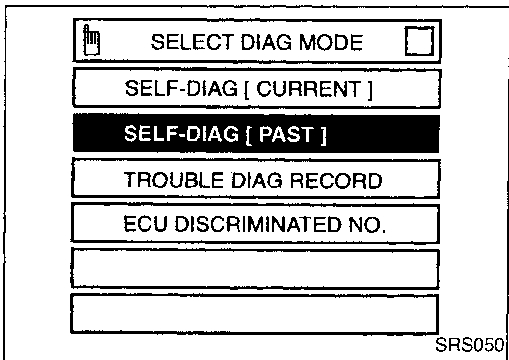 SELECT DIAG MODE
SELF-DIAG [ CURRENT ]
SELF-DIAG [ PAST ]
TROUBLE DIAG RECORD
ECU DISCRIMINATED NO.
SRS050